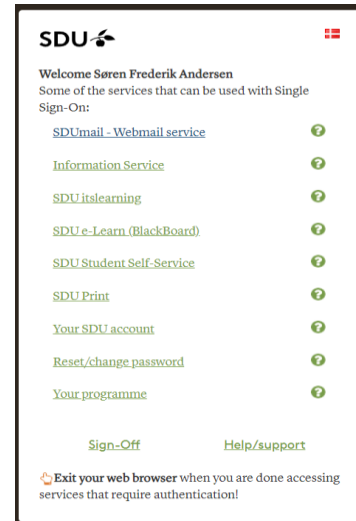 SDU
Welcome Søren Frederik Andersen
Some of the services that can be used with Single
Sign-On:
SDUmail - Webmail service
Information Service
SDU itslearning
SDU e-Learn (BlackBoard)
SDU Student Self-Service
SDU Print
Your SDU account
Reset/change password
Your programme
Sign-Off Help/support
Exit your web browser when you are done accessing
services that require authentication!